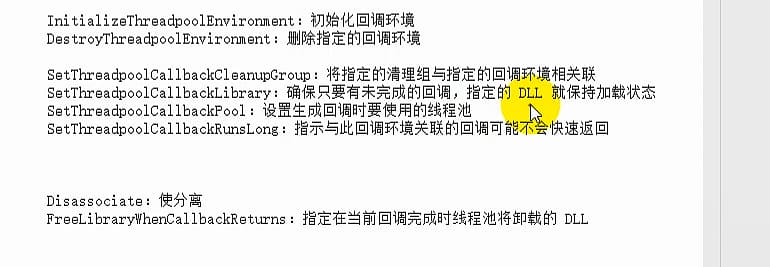 InitializeThreadpoolEnvironment：初始化回调环境
DestroyThreadpoolEnvironment：删除指定的回调环境
SetThreadpoolCallbackCleanupGroup：将指定的清理组与指定的回调环境相关联
SetThreadpoolCallbackLibrary：确保只要有未完成的回调，指定的 DLL 就保持加载状态
SetThreadpoolCallbackPool：设置生成回调时要使用的线程池
SetThreadpoolCallbackRunsLong：指示与此回调环境关联的回调可能不会快速返回
Disassociate：使分离
FreeLibraryWhenCallbackReturns：指定在当前回调完成时线程池将卸载的 DLL